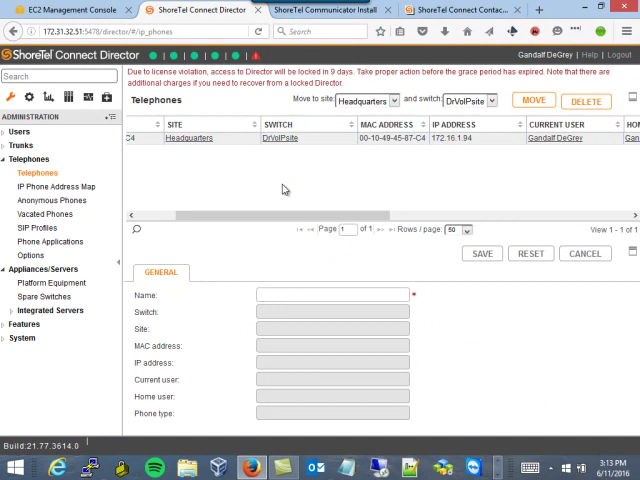 EC2 Management Console
ShoreTel Connect Director
ShoreTel Communicator Install
ShoreTel Connect Contac...
172.31.32.51:5478/director/#/ip_phones
Search
ShoreTel Connect Director
Gandalf DeGrey | Help | Logout
Search
Due to license violation, access to Director will be locked in 9 days. Take proper action before the grace period has expired. Note that there are
additional charges if you need to recover from a locked Director.
Telephones
Move to site: Headquarters and switch: DrVoIPsite MOVE DELETE
ADMINISTRATION
Users
Trunks
Telephones
Telephones
IP Phone Address Map
Anonymous Phones
Vacated Phones
SIP Profiles
Phone Applications
Options
Appliances/Servers
Platform Equipment
Spare Switches
Integrated Servers
Features
System
SITE SWITCH MAC ADDRESS IP ADDRESS CURRENT USER HOM
C4 Headquarters DrVoIPsite 00-10-49-45-87-C4 172.16.1.94 Gandalf DeGrey Ga
Page 1 of 1 Rows / page: 50 View 1 - 1 of 1
SAVE RESET CANCEL
GENERAL
Name: *
Switch:
Site:
MAC address:
IP address:
Current user:
Home user:
Phone type:
Build:21.77.3614.0
3:13 PM
6/11/2016